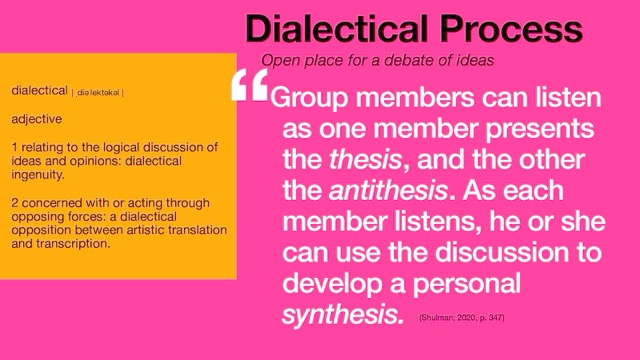 Dialectical Process
Open place for a debate of ideas
dialectical | ˌdīəˈlektəkəl |
adjective
1 relating to the logical discussion of
ideas and opinions: dialectical
ingenuity.
2 concerned with or acting through
opposing forces: a dialectical
opposition between artistic translation
and transcription.
“Group members can listen
as one member presents
the thesis, and the other
the antithesis. As each
member listens, he or she
can use the discussion to
develop a personal
synthesis. (Shulman, 2020, p. 347)